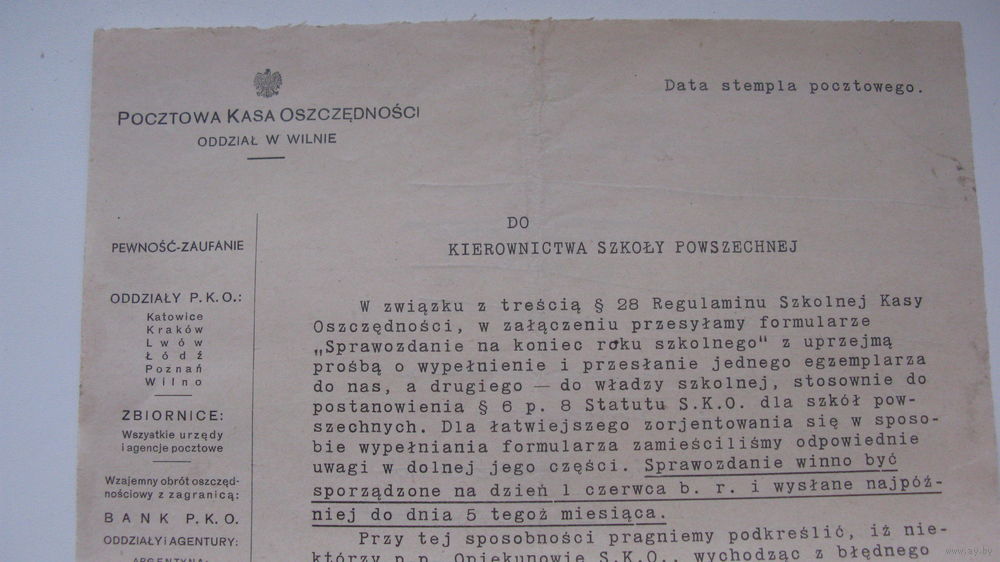 POCZTOWA KASA OSZCZĘDNOŚCI
ODDZIAŁ W WILNIE
Data stempla pocztowego.
PEWNOŚĆ-ZAUFANIE
ODDZIAŁY P.K.O.:
Katowice
Kraków
Lwów
Łódź
Poznań
Wilno
ZBIORNICE:
Wszystkie urzędy
i agencje pocztowe
Wzajemny obrót oszczęd-
nościowy z zagranicą:
BANK P.K.O.
ODDZIAŁY i AGENTURY:
ARGENTYNA:
DO
KIEROWNICTWA SZKOŁY POWSZECHNEJ
W związku z treścią § 28 Regulaminu Szkolnej Kasy
Oszczędności, w załączeniu przesyłamy formularze
„Sprawozdanie na koniec roku szkolnego" z uprzejmą
prośbą o wypełnienie i przesłanie jednego egzemplarza
do nas, a drugiego — do władzy szkolnej, stosownie do
postanowienia § 6 p. 8 Statutu S.K.O. dla szkół pow-
szechnych. Dla łatwiejszego zorjentowania się w sposo-
bie wypełniania formularza zamieściliśmy odpowiednie
uwagi w dolnej jego części. Sprawozdanie winno być
sporządzone na dzień 1 czerwca b. r. i wysłane najpóź-
niej do dnia 5 tegoż miesiąca.
Przy tej sposobności pragniemy podkreślić, iż nie-
którzy p.p. Opiekunowie S.K.O., wychodząc z błędnego
www.ay.by